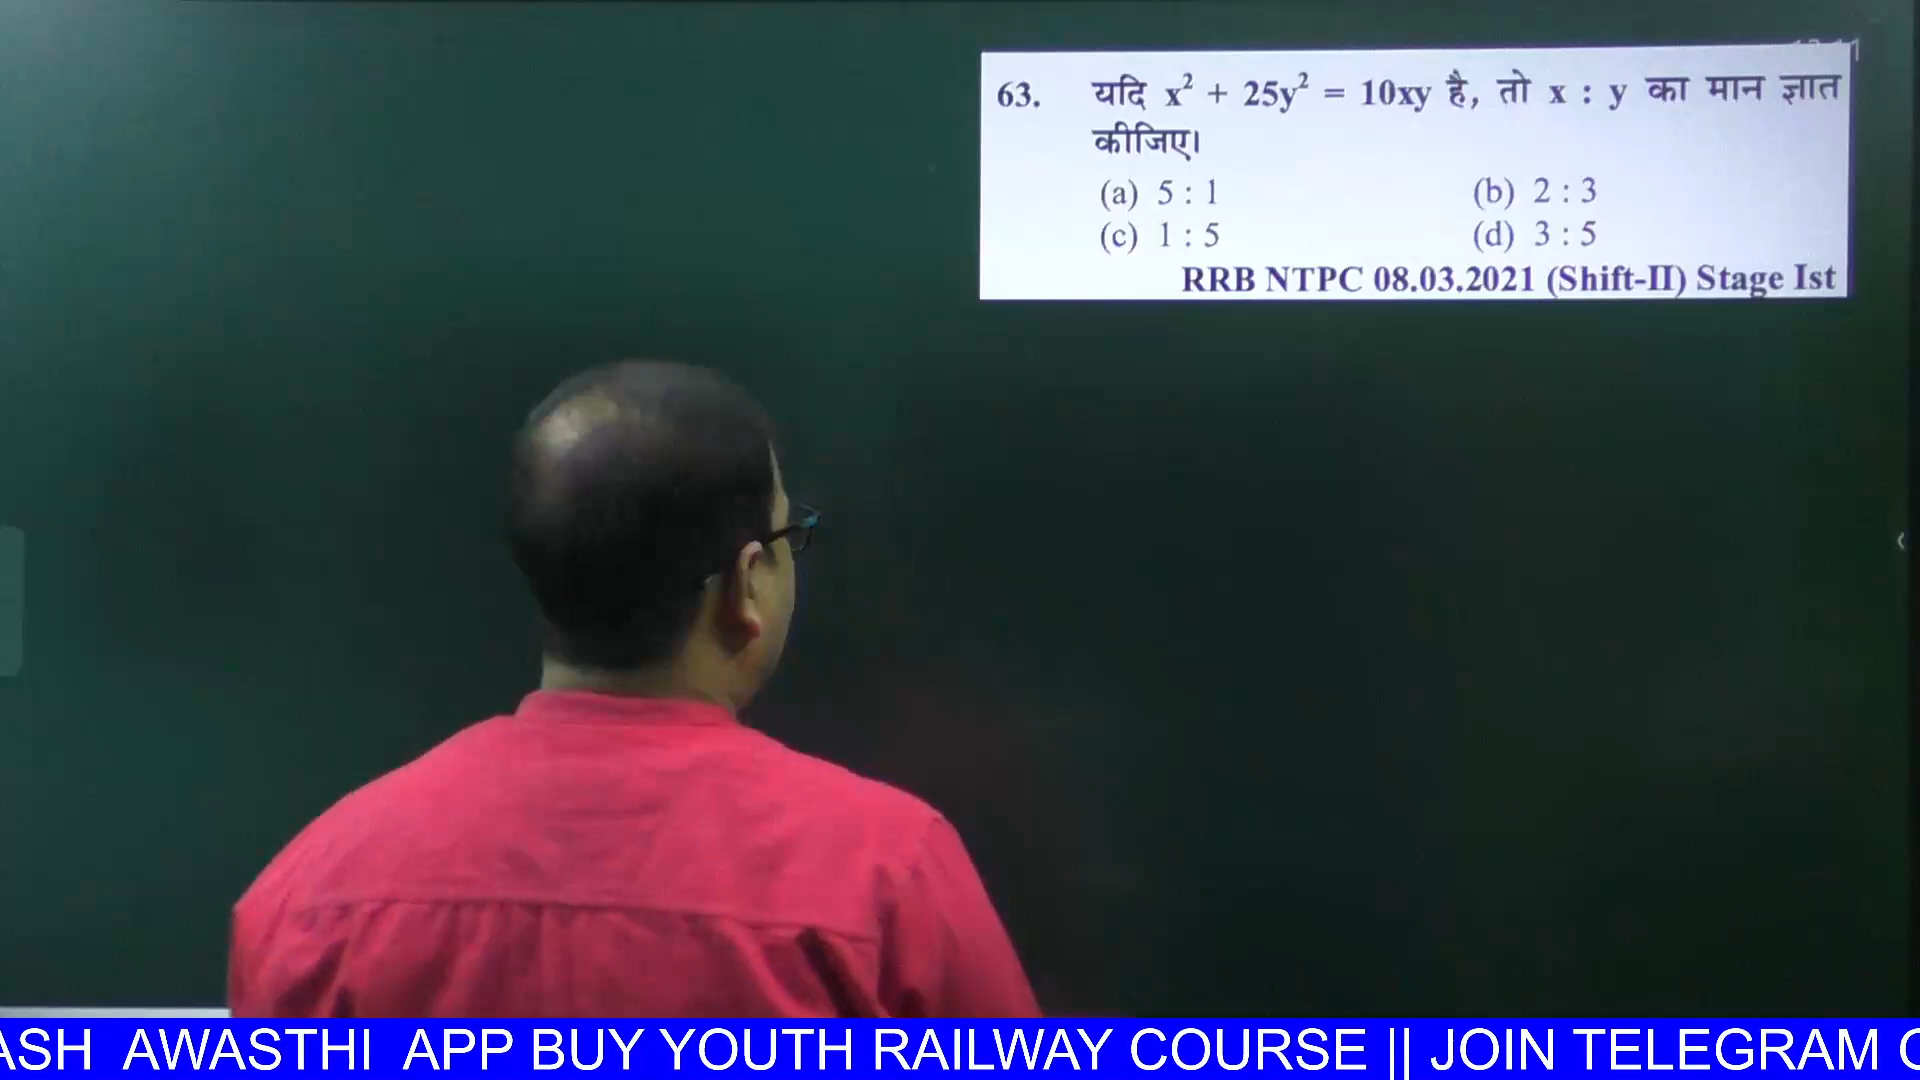 63. यदि x² + 25y² = 10xy है, तो x : y का मान ज्ञात
कीजिए।
(a) 5 : 1 (b) 2 : 3
(c) 1 : 5 (d) 3 : 5
RRB NTPC 08.03.2021 (Shift-II) Stage Ist
ASH AWASTHI APP BUY YOUTH RAILWAY COURSE || JOIN TELEGRAM